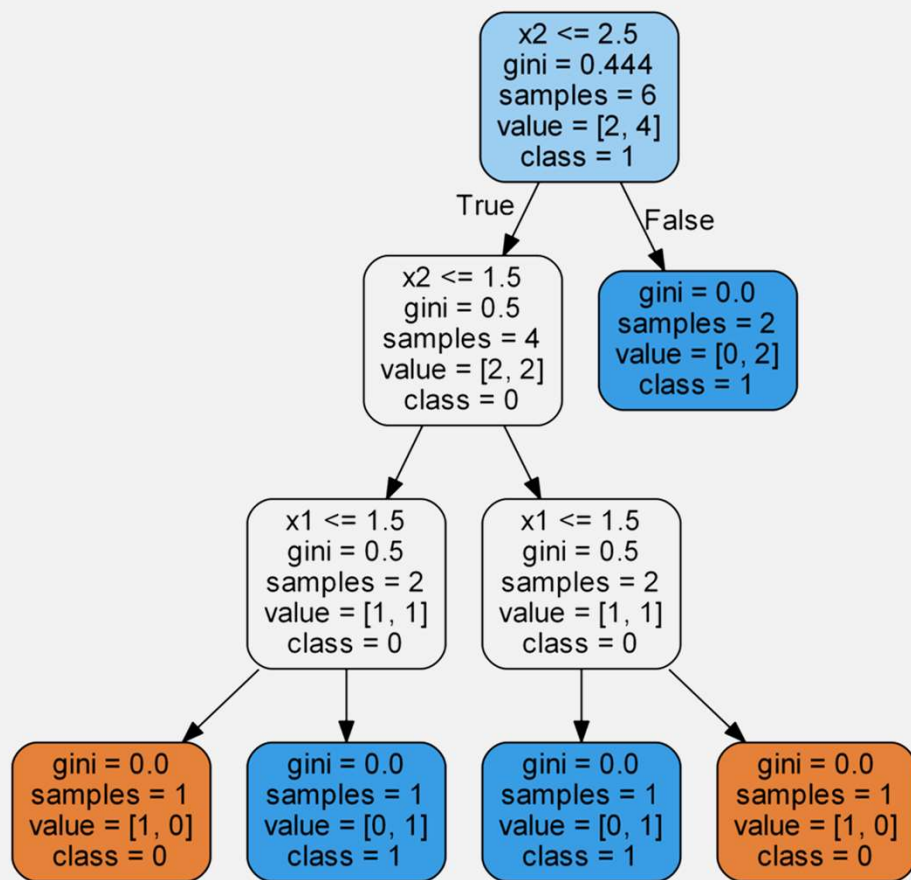 x2 <= 2.5
gini = 0.444
samples = 6
value = [2, 4]
class = 1
True
False
x2 <= 1.5
gini = 0.5
samples = 4
value = [2, 2]
class = 0
gini = 0.0
samples = 2
value = [0, 2]
class = 1
x1 <= 1.5
gini = 0.5
samples = 2
value = [1, 1]
class = 0
x1 <= 1.5
gini = 0.5
samples = 2
value = [1, 1]
class = 0
gini = 0.0
samples = 1
value = [1, 0]
class = 0
gini = 0.0
samples = 1
value = [0, 1]
class = 1
gini = 0.0
samples = 1
value = [0, 1]
class = 1
gini = 0.0
samples = 1
value = [1, 0]
class = 0